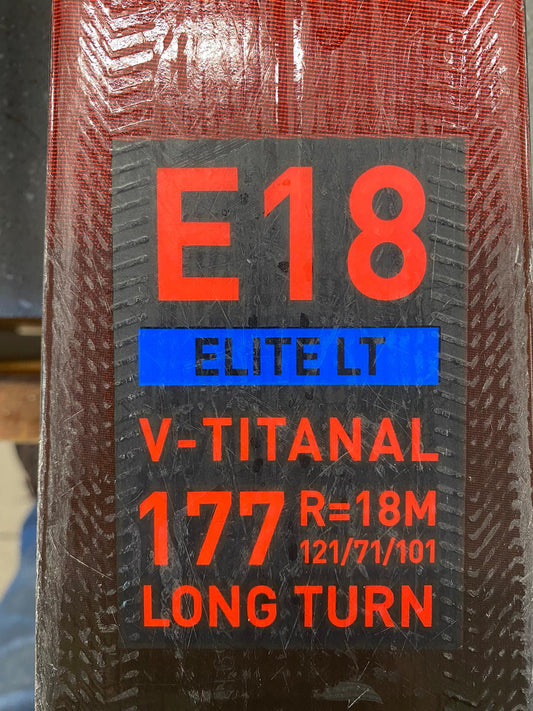 E18
ELITE LT
V-TITANAL
177 R=18M
121/71/101
LONG TURN